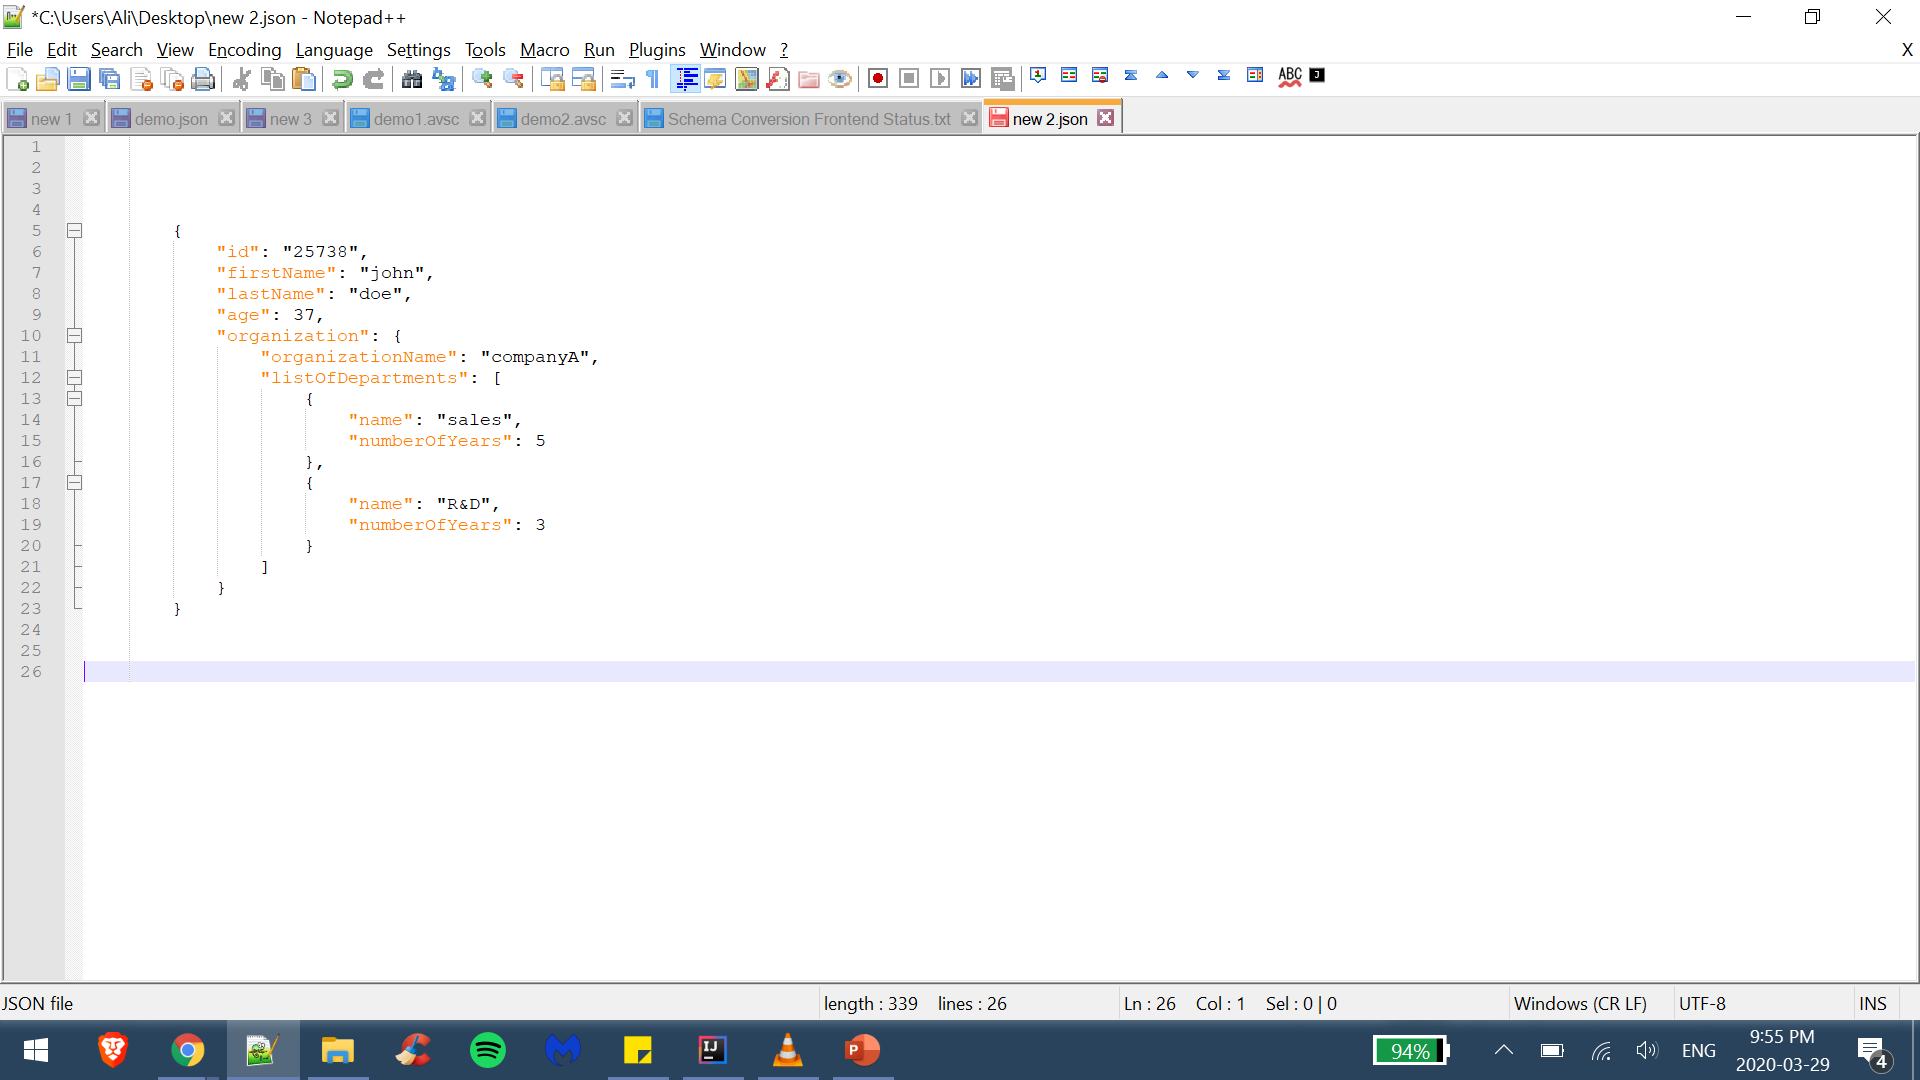 *C:\Users\Ali\Desktop\new 2.json - Notepad++
File Edit Search View Encoding Language Settings Tools Macro Run Plugins Window ? X
ABC
new 1 demo.json new 3 demo1.avsc demo2.avsc Schema Conversion Frontend Status.txt new 2.json
1
2
3
4
5 {
6 "id": "25738",
7 "firstName": "john",
8 "lastName": "doe",
9 "age": 37,
10 "organization": {
11 "organizationName": "companyA",
12 "listOfDepartments": [
13 {
14 "name": "sales",
15 "numberOfYears": 5
16 },
17 {
18 "name": "R&D",
19 "numberOfYears": 3
20 }
21 ]
22 }
23 }
24
25
26
JSON file length : 339 lines : 26 Ln : 26 Col : 1 Sel : 0 | 0 Windows (CR LF) UTF-8 INS
IJ P 94% ENG 9:55 PM
2020-03-29 4